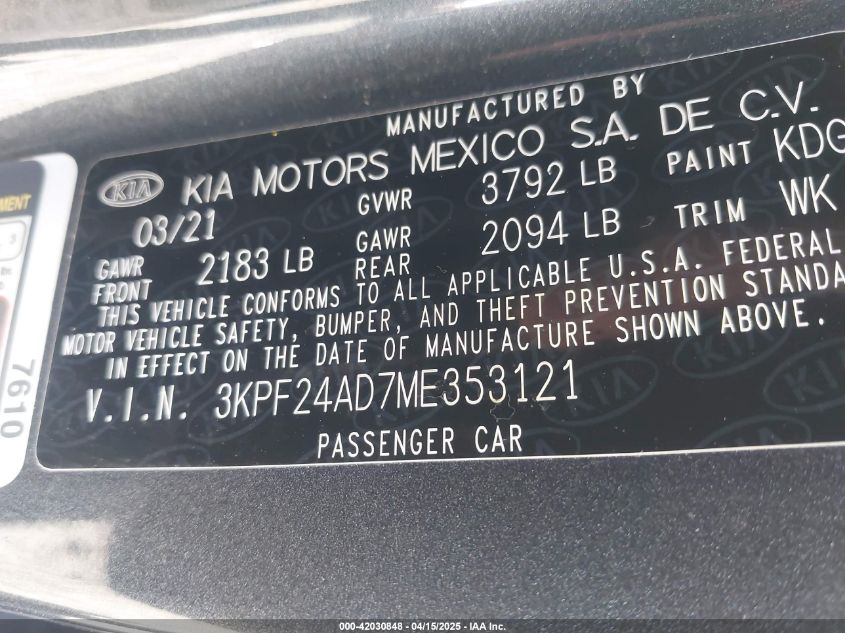 MANUFACTURED BY
KIA KIA MOTORS MEXICO S.A. DE C.V.
03/21 GVWR 3792 LB PAINT KDG
GAWR FRONT 2183 LB GAWR REAR 2094 LB TRIM WK
THIS VEHICLE CONFORMS TO ALL APPLICABLE U.S.A. FEDERAL
MOTOR VEHICLE SAFETY, BUMPER, AND THEFT PREVENTION STANDA
IN EFFECT ON THE DATE OF MANUFACTURE SHOWN ABOVE.
V.I.N. 3KPF24AD7ME353121
PASSENGER CAR
7610
000-42030848 - 04/15/2025 - IAA Inc.